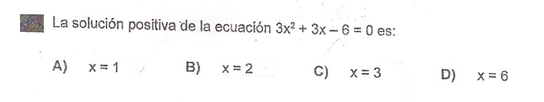 La solución positiva de la ecuación 3x² + 3x – 6 = 0 es:
A) x = 1 B) x = 2 C) x = 3 D) x = 6